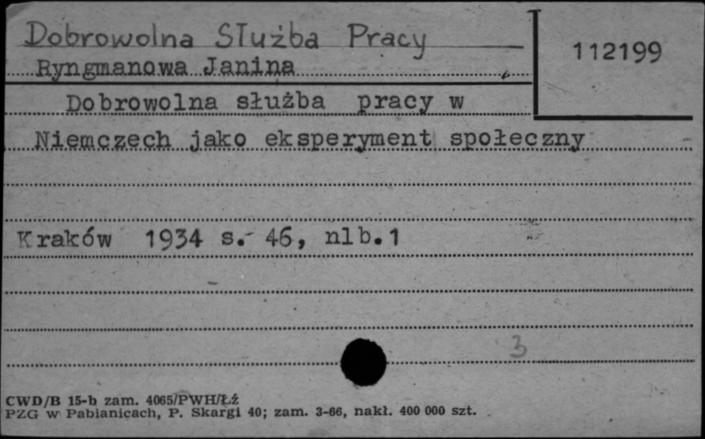 Dobrowolna Służba Pracy
112199
Ryngmanowa Janina
Dobrowolna służba pracy w
Niemczech jako eksperyment społeczny
Kraków 1934 s. 46, nlb.1
3
CWD/B 15-b zam. 4065/PWH/Łź
PZG w Pabianicach, P. Skargi 40; zam. 3-66, nakł. 400 000 szt.